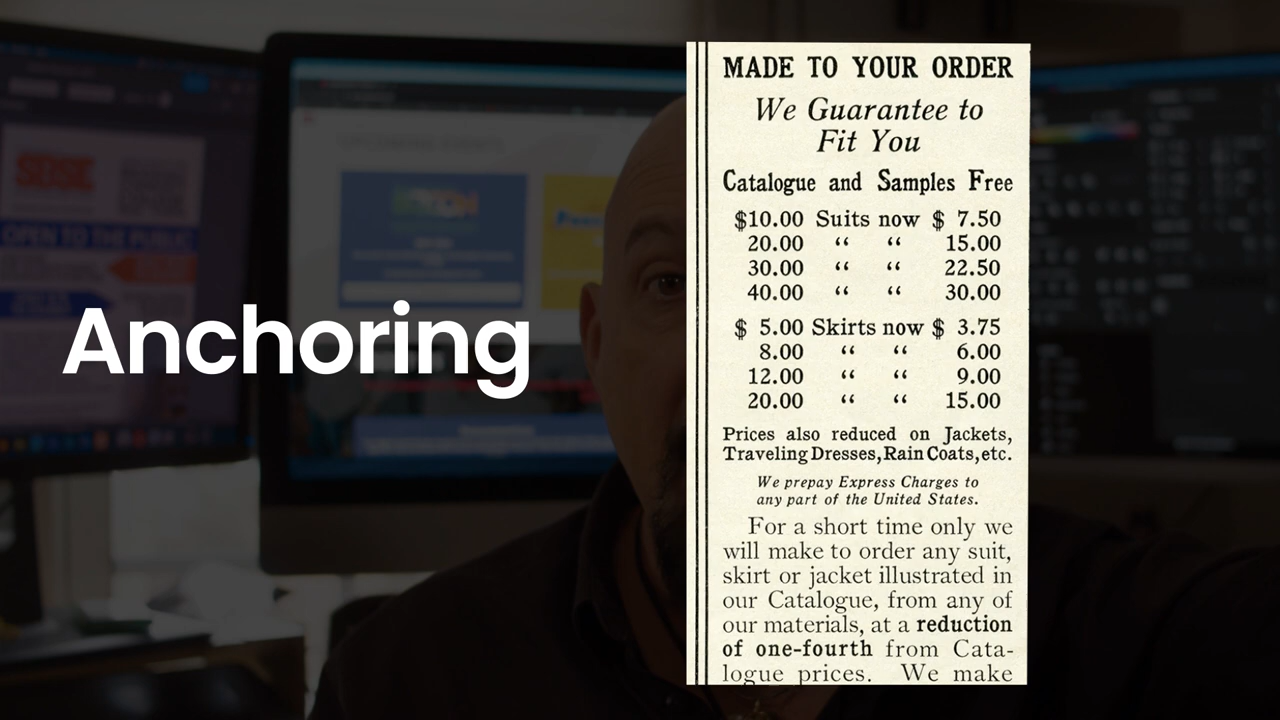 Anchoring
MADE TO YOUR ORDER
We Guarantee to
Fit You
Catalogue and Samples Free
$10.00 Suits now $ 7.50
20.00 “ “ 15.00
30.00 “ “ 22.50
40.00 “ “ 30.00
$ 5.00 Skirts now $ 3.75
8.00 “ “ 6.00
12.00 “ “ 9.00
20.00 “ “ 15.00
Prices also reduced on Jackets,
Traveling Dresses, Rain Coats, etc.
We prepay Express Charges to
any part of the United States.
For a short time only we
will make to order any suit,
skirt or jacket illustrated in
our Catalogue, from any of
our materials, at a reduction
of one-fourth from Cata-
logue prices. We make
OPEN TO THE PUBLIC